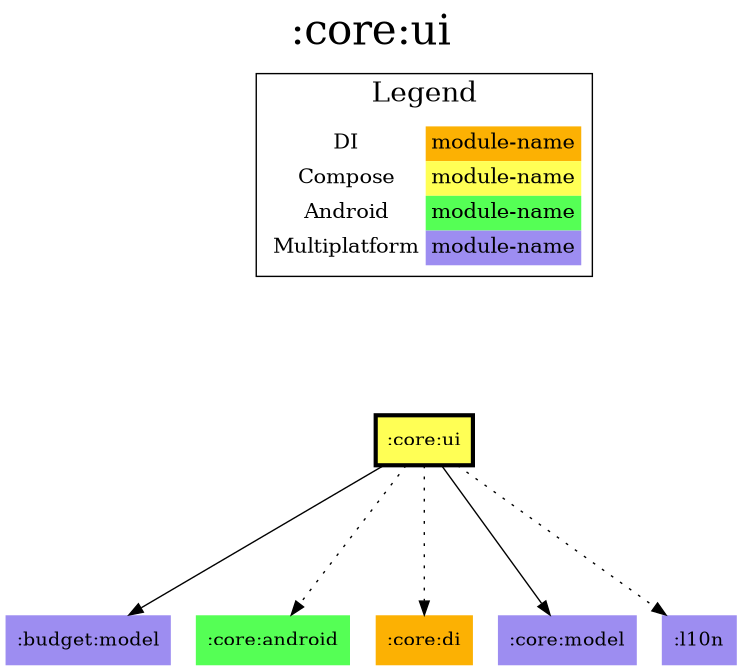 :core:ui
Legend
DI module-name
Compose module-name
Android module-name
Multiplatform module-name
:core:ui
:budget:model :core:android :core:di :core:model :l10n